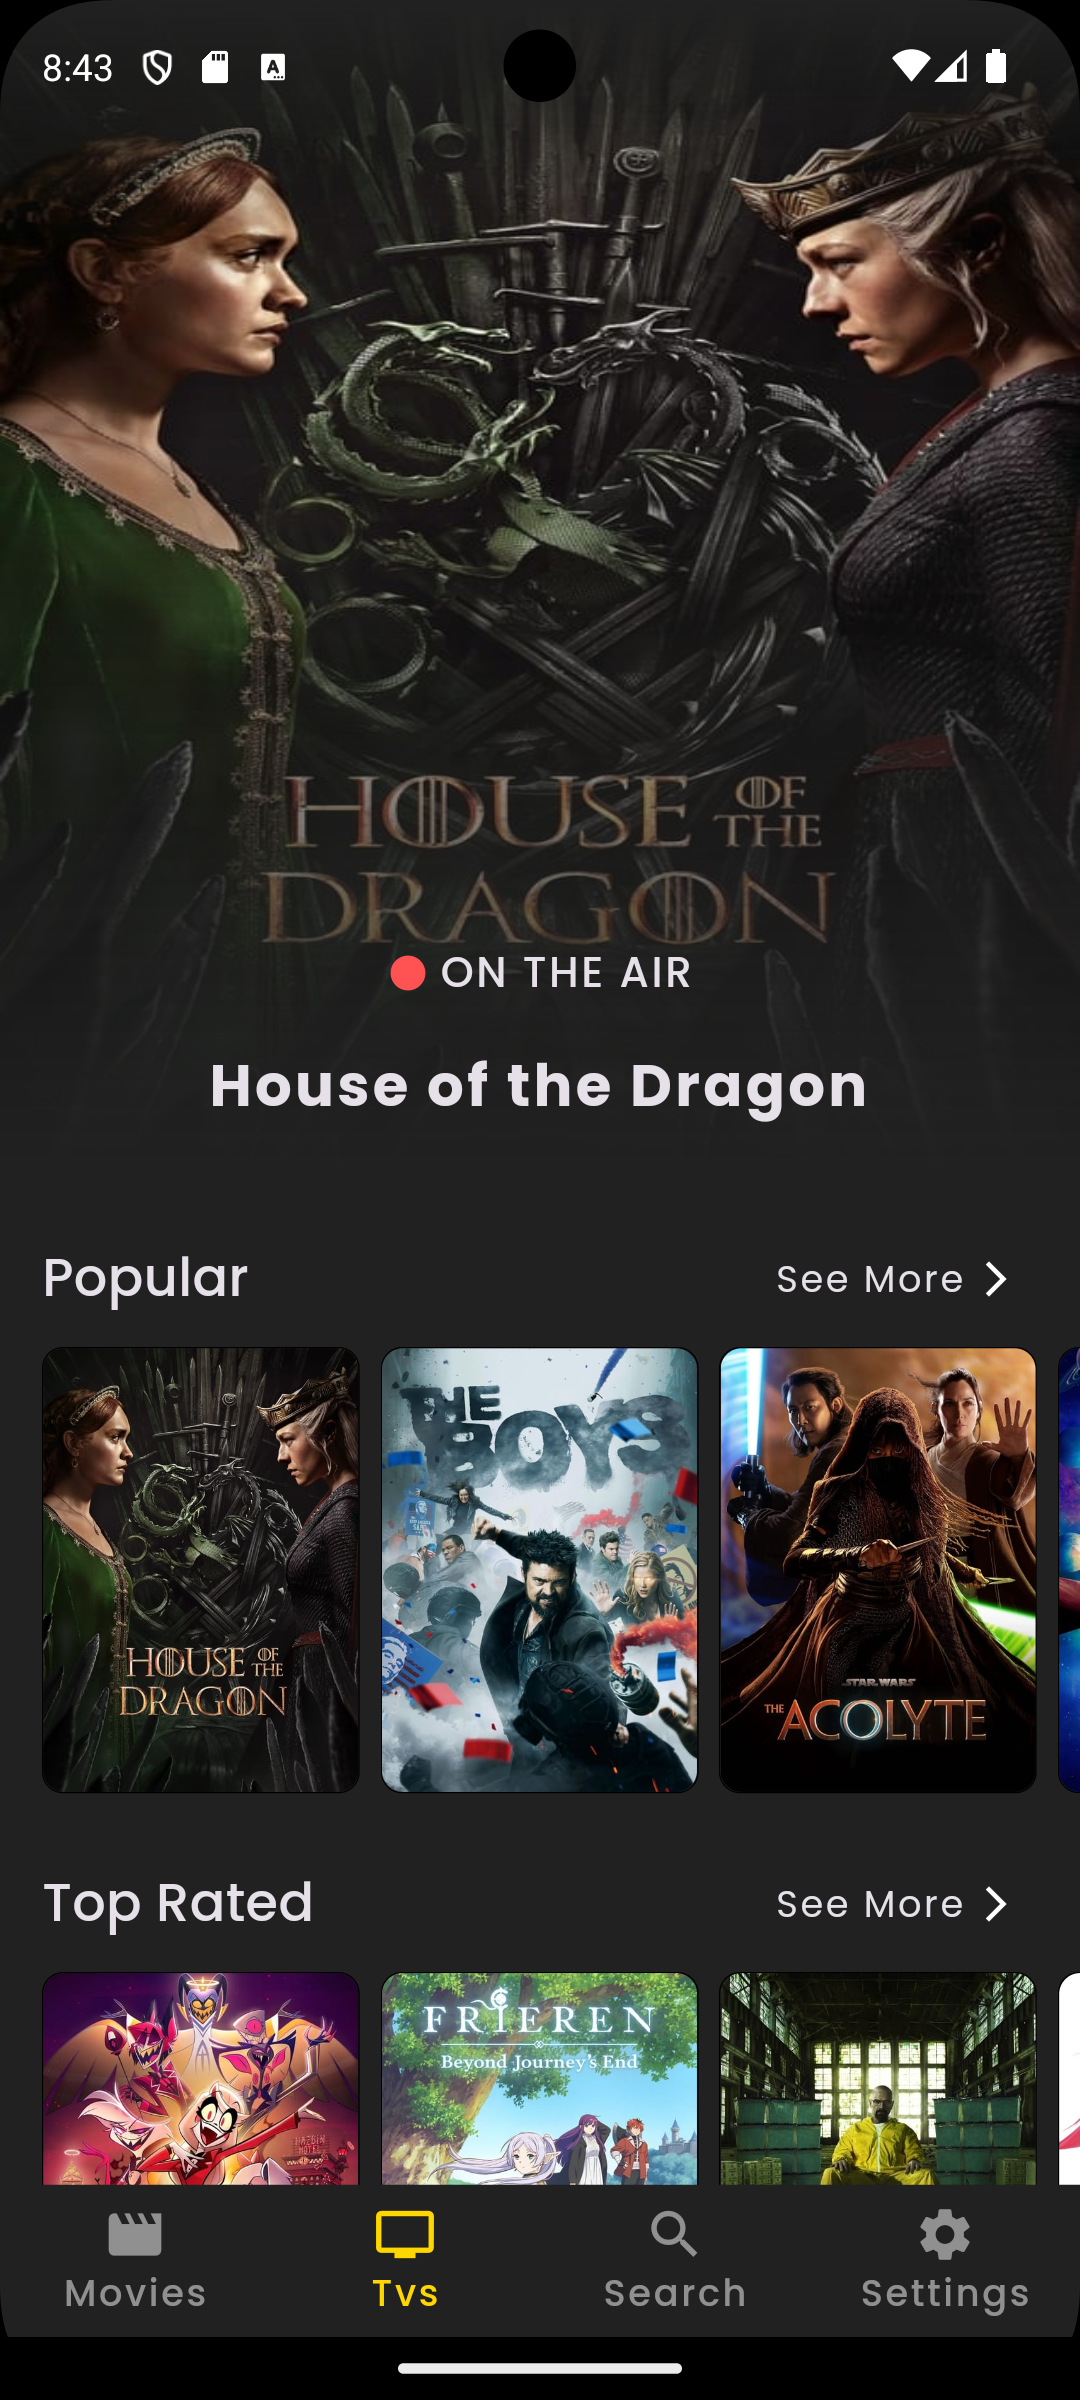 8:43
HOUSE OF THE
DRAGON
ON THE AIR
House of the Dragon
Popular
See More
HOUSE OF THE
DRAGON
THE
BOYS
STAR WARS
THE ACOLYTE
Top Rated
See More
FRIEREN
Beyond Journey's End
HAZBIN
HOTEL
Movies
Tvs
Search
Settings